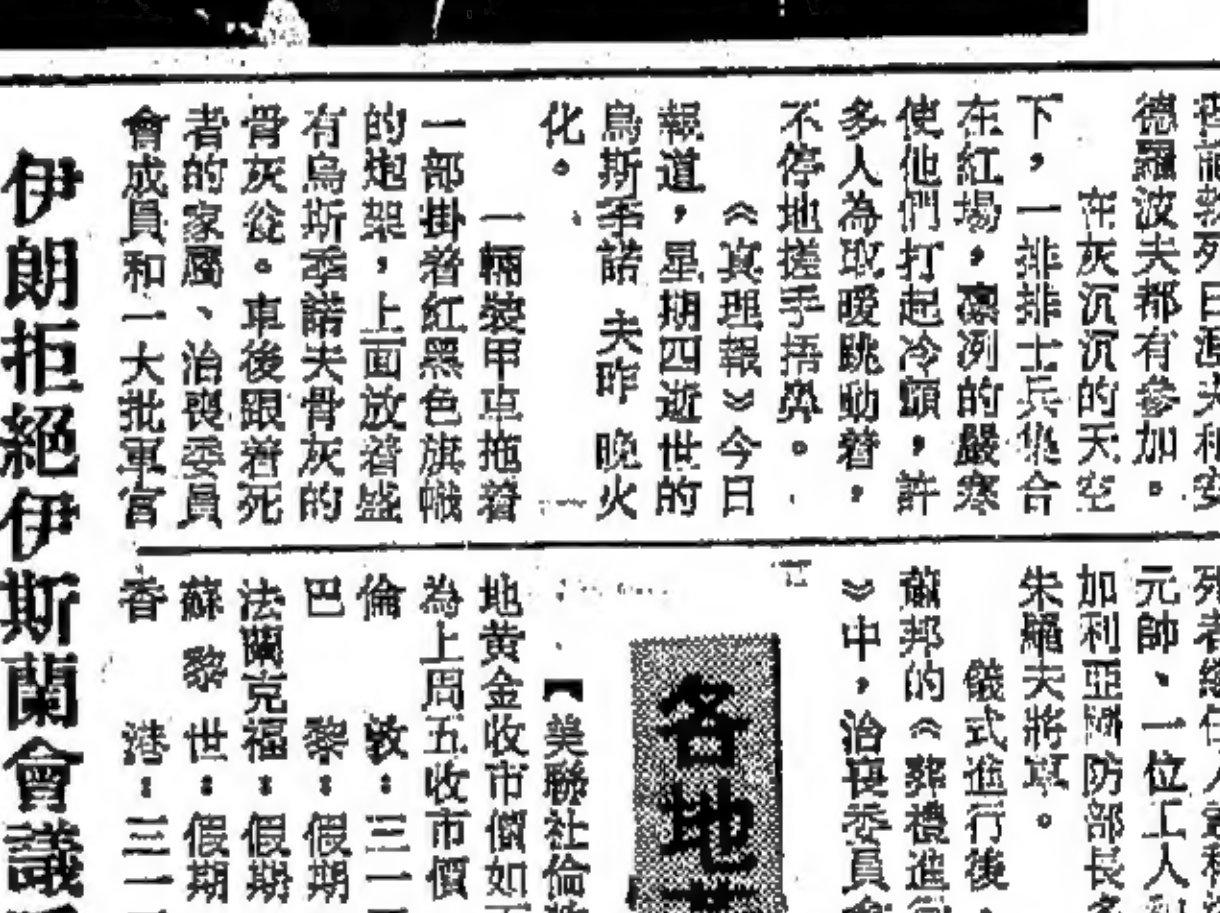 德羅波夫都有參加。
在灰沉沉的天空
下，一排排士兵集合
在紅場，凛冽的嚴寒
使他們打起冷顫，許
多人為取暖跳動着，
不停地搓手捂鼻。
《真理報》今日
報道，星期四逝世的
烏斯季諾夫昨晚火
化。
一輛裝甲車拖着
一部掛着紅黑色旗幟
的炮架，上面放着盛
有烏斯季諾夫骨灰的
骨灰瓮。車後跟着死
者的家屬、治喪委員
會成員和一大批軍官
元帥、一位工人
加利亞國防部長
朱羅夫將軍。
儀式進行後
蘇邦的《葬禮進
》中，治喪委員
各地
【美聯社倫
地黃金收市價如
為上周五收市價
倫敦：三一
巴黎：假期
法蘭克福：假期
蘇黎世：假期
香港：三一
伊朗拒絕伊斯蘭會議